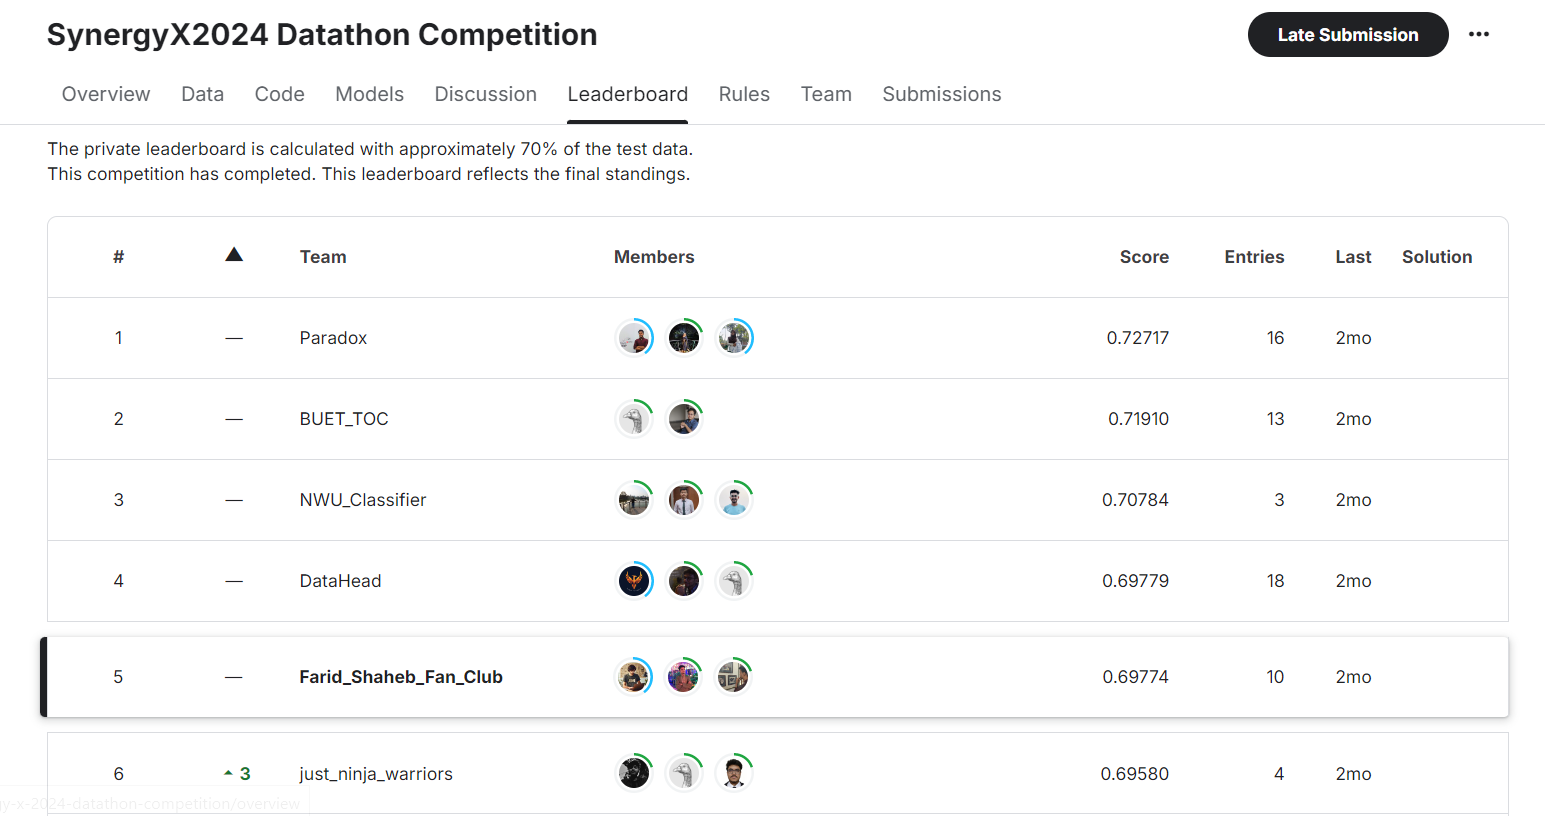 SynergyX2024 Datathon Competition
Late Submission
Overview Data Code Models Discussion Leaderboard Rules Team Submissions
The private leaderboard is calculated with approximately 70% of the test data.
This competition has completed. This leaderboard reflects the final standings.
# ▲ Team Members Score Entries Last Solution
1 — Paradox 0.72717 16 2mo
2 — BUET_TOC 0.71910 13 2mo
3 — NWU_Classifier 0.70784 3 2mo
4 — DataHead 0.69779 18 2mo
5 — Farid_Shaheb_Fan_Club 0.69774 10 2mo
6 3 just_ninja_warriors 0.69580 4 2mo
y-x-2024-datathon-competition/overview